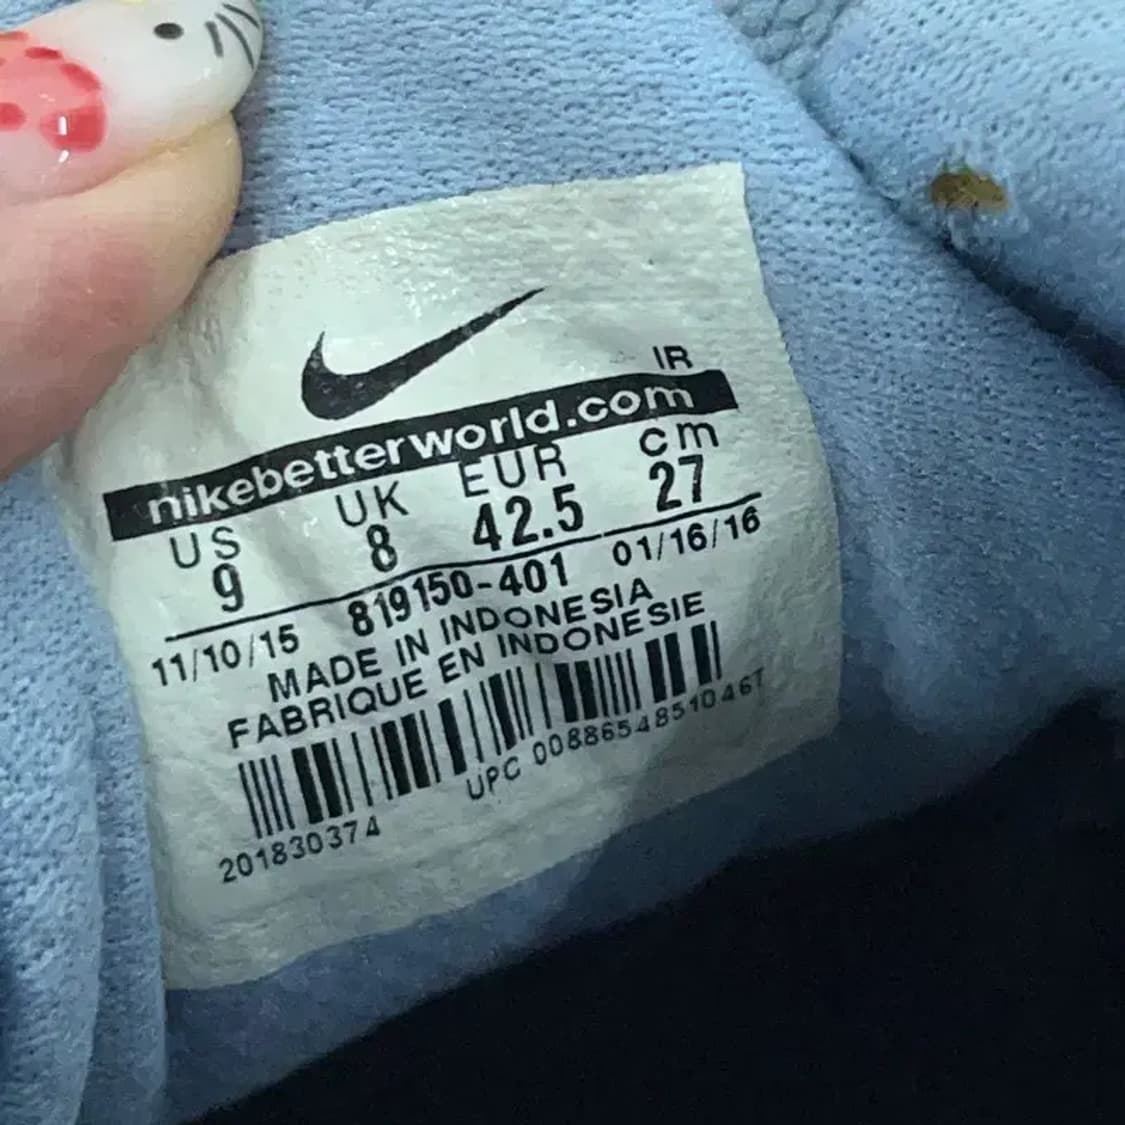 IR
nikebetterworld.com
US UK EUR cm
9 8 42.5 27
11/10/15 819150-401 01/16/16
MADE IN INDONESIA
FABRIQUE EN INDONESIE
UPC 00886548510461
201830374